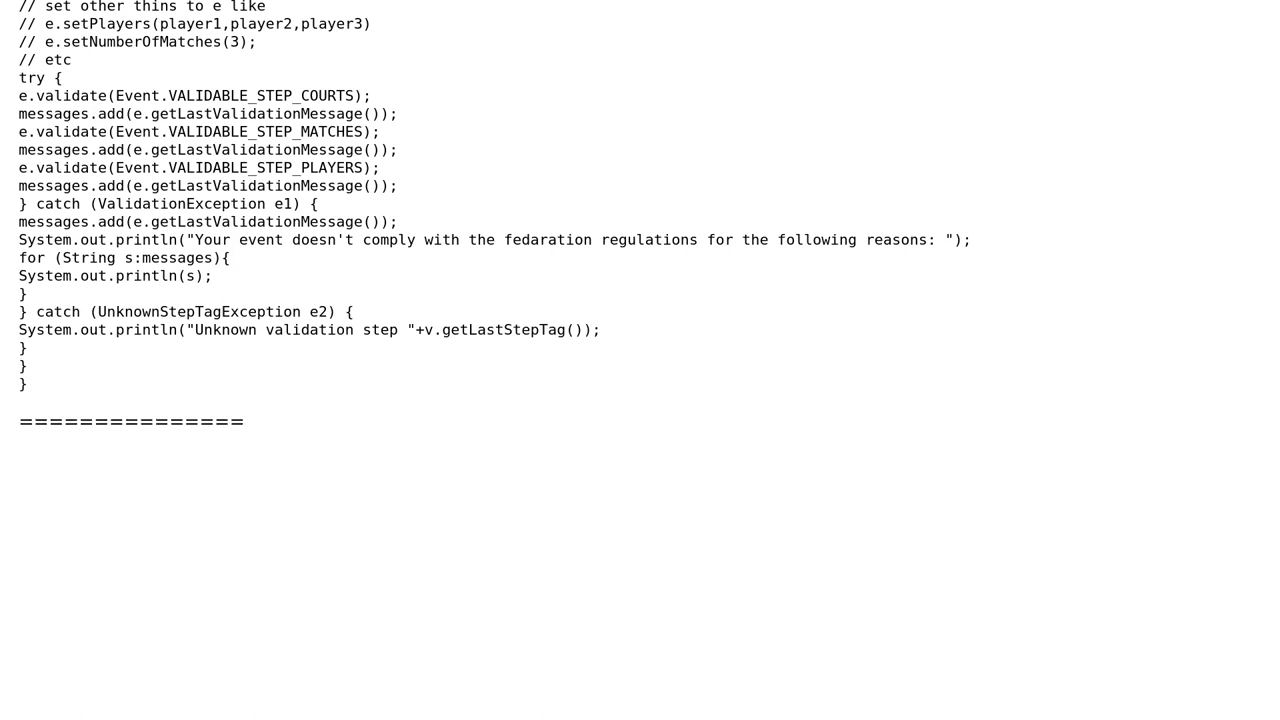 // set other thins to e like
// e.setPlayers(player1,player2,player3)
// e.setNumberOfMatches(3);
// etc
try {
e.validate(Event.VALIDABLE_STEP_COURTS);
messages.add(e.getLastValidationMessage());
e.validate(Event.VALIDABLE_STEP_MATCHES);
messages.add(e.getLastValidationMessage());
e.validate(Event.VALIDABLE_STEP_PLAYERS);
messages.add(e.getLastValidationMessage());
} catch (ValidationException e1) {
messages.add(e.getLastValidationMessage());
System.out.println("Your event doesn't comply with the fedaration regulations for the following reasons: ");
for (String s:messages){
System.out.println(s);
}
} catch (UnknownStepTagException e2) {
System.out.println("Unknown validation step "+v.getLastStepTag());
}
}
}
===============